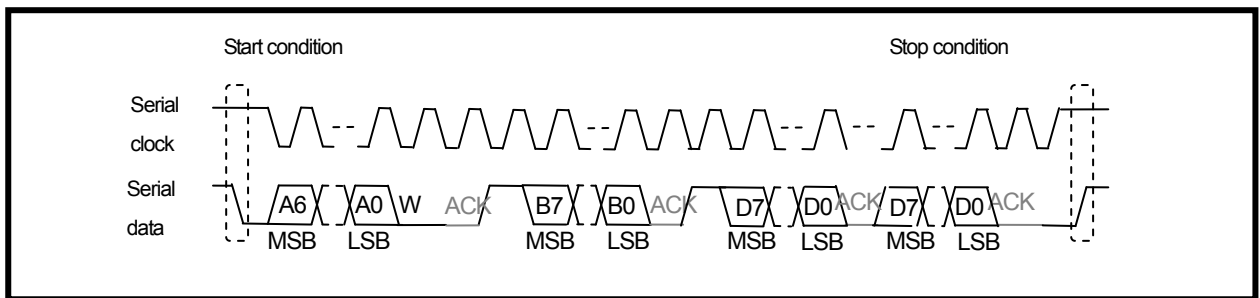 Start condition Stop condition
Serial
clock
Serial
data
A6 A0 W ACK B7 B0 ACK D7 D0 ACK D7 D0 ACK
MSB LSB MSB LSB MSB LSB MSB LSB